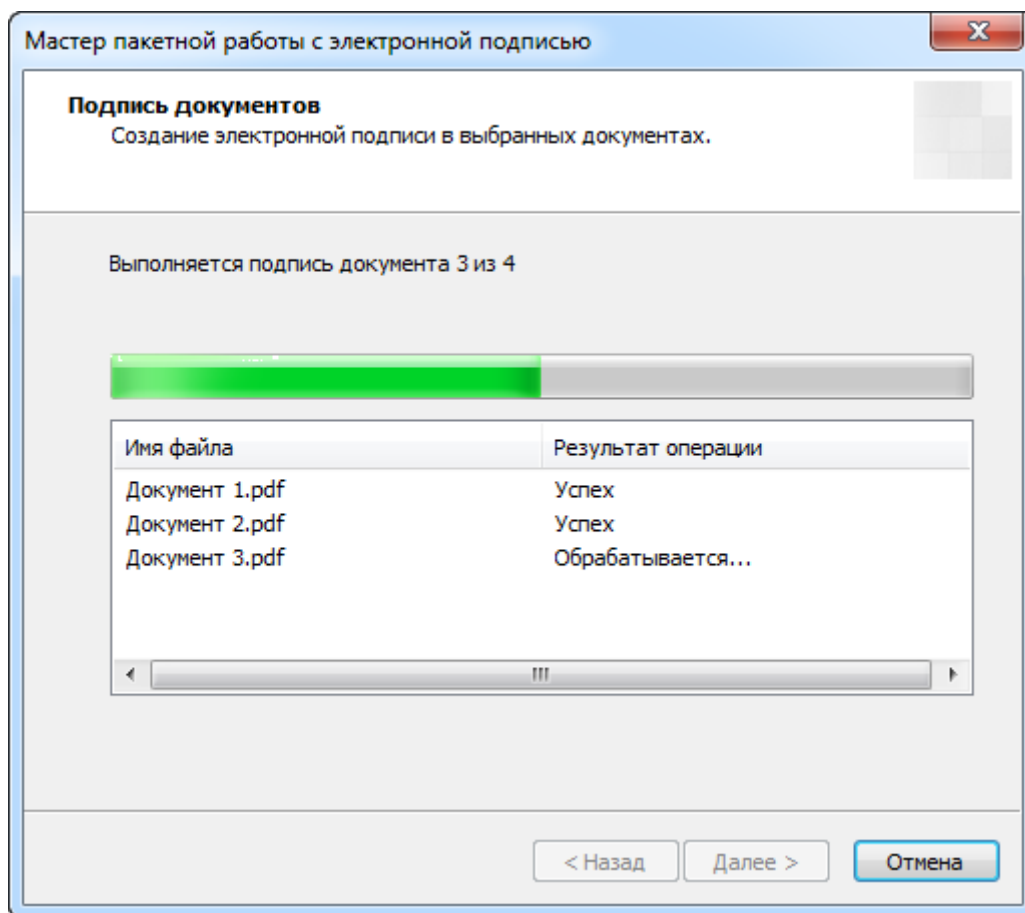 Мастер пакетной работы с электронной подписью
Подпись документов
Создание электронной подписи в выбранных документах.
Выполняется подпись документа 3 из 4
Имя файла Результат операции
Документ 1.pdf Успех
Документ 2.pdf Успех
Документ 3.pdf Обрабатывается...
< Назад Далее > Отмена